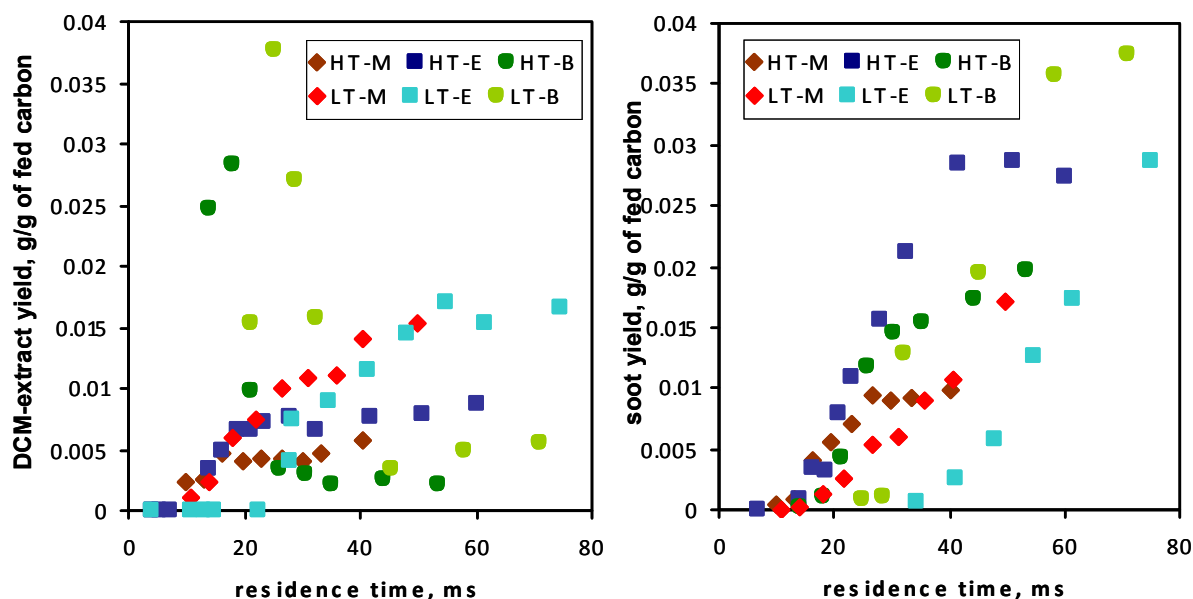 DCM-extract yield, g/g of fed carbon
0.04
0.035
0.03
0.025
0.02
0.015
0.01
0.005
0
HT-M HT-E HT-B
LT-M LT-E LT-B
0 20 40 60 80
residence time, ms
soot yield, g/g of fed carbon
0.04
0.035
0.03
0.025
0.02
0.015
0.01
0.005
0
HT-M HT-E HT-B
LT-M LT-E LT-B
0 20 40 60 80
residence time, ms